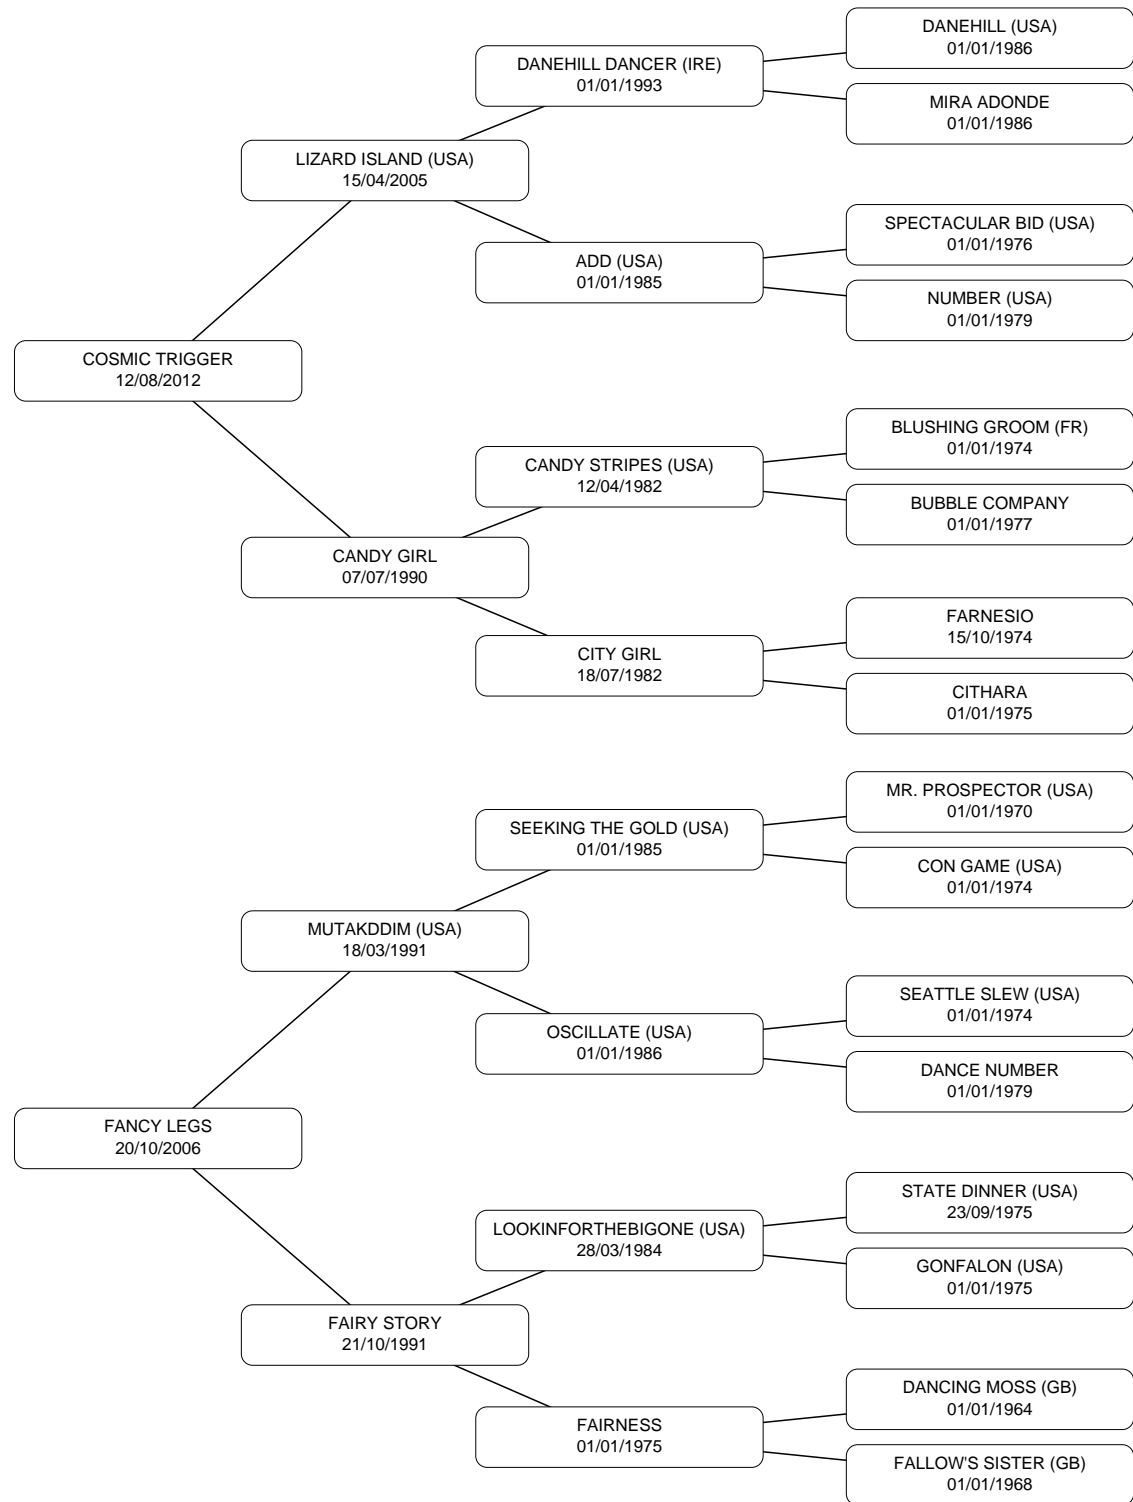 DANEHILL (USA)
01/01/1986
DANEHILL DANCER (IRE)
01/01/1993
MIRA ADONDE
01/01/1986
LIZARD ISLAND (USA)
15/04/2005
SPECTACULAR BID (USA)
01/01/1976
ADD (USA)
01/01/1985
NUMBER (USA)
01/01/1979
COSMIC TRIGGER
12/08/2012
BLUSHING GROOM (FR)
01/01/1974
CANDY STRIPES (USA)
12/04/1982
BUBBLE COMPANY
01/01/1977
CANDY GIRL
07/07/1990
FARNESIO
15/10/1974
CITY GIRL
18/07/1982
CITHARA
01/01/1975
MR. PROSPECTOR (USA)
01/01/1970
SEEKING THE GOLD (USA)
01/01/1985
CON GAME (USA)
01/01/1974
MUTAKDDIM (USA)
18/03/1991
SEATTLE SLEW (USA)
01/01/1974
OSCILLATE (USA)
01/01/1986
DANCE NUMBER
01/01/1979
FANCY LEGS
20/10/2006
STATE DINNER (USA)
23/09/1975
LOOKINFORTHEBIGONE (USA)
28/03/1984
GONFALON (USA)
01/01/1975
FAIRY STORY
21/10/1991
DANCING MOSS (GB)
01/01/1964
FAIRNESS
01/01/1975
FALLOW'S SISTER (GB)
01/01/1968